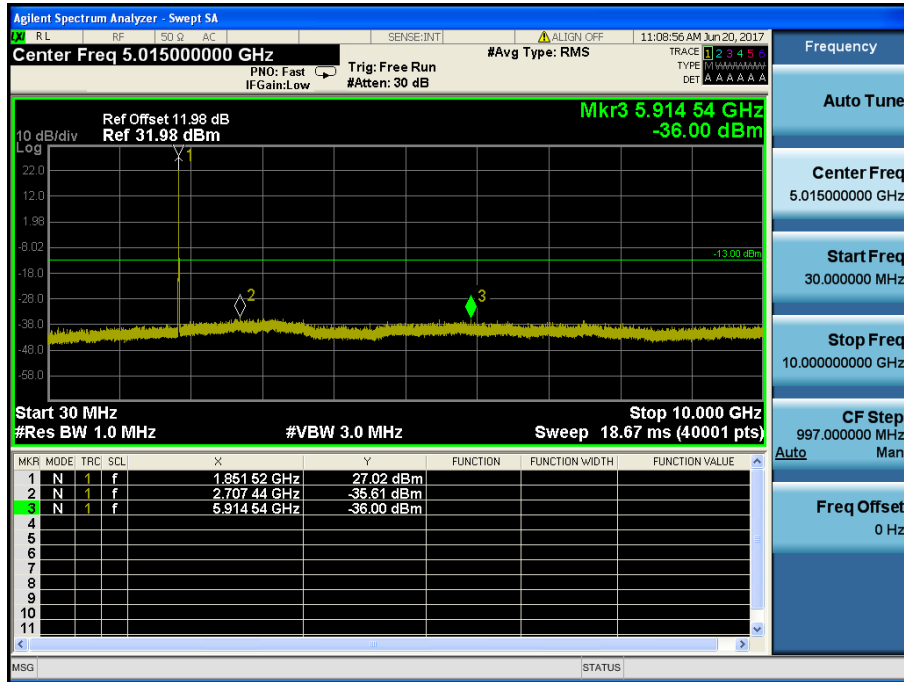 Agilent Spectrum Analyzer - Swept SA
LXI RL RF 50 Ω AC SENSE:INT ALIGN OFF 11:08:56 AM Jun 20, 2017
Center Freq 5.015000000 GHz #Avg Type: RMS TRACE 1 2 3 4 5 6
PNO: Fast Trig: Free Run TYPE M W W W W W
IFGain:Low #Atten: 30 dB DET A A A A A A
Mkr3 5.914 54 GHz
-36.00 dBm
Ref Offset 11.98 dB
10 dB/div Ref 31.98 dBm
Log
1
22.0
12.0
1.98
-8.02
-13.00 dBm
-18.0
-28.0
2
3
-38.0
-48.0
-58.0
Start 30 MHz Stop 10.000 GHz
#Res BW 1.0 MHz #VBW 3.0 MHz Sweep 18.67 ms (40001 pts)
MKR MODE TRC SCL X Y FUNCTION FUNCTION WIDTH FUNCTION VALUE
1 N 1 f 1.851 52 GHz 27.02 dBm
2 N 1 f 2.707 44 GHz -35.61 dBm
3 N 1 f 5.914 54 GHz -36.00 dBm
4
5
6
7
8
9
10
11
MSG STATUS
Frequency
Auto Tune
Center Freq
5.015000000 GHz
Start Freq
30.000000 MHz
Stop Freq
10.000000000 GHz
CF Step
997.000000 MHz
Auto Man
Freq Offset
0 Hz